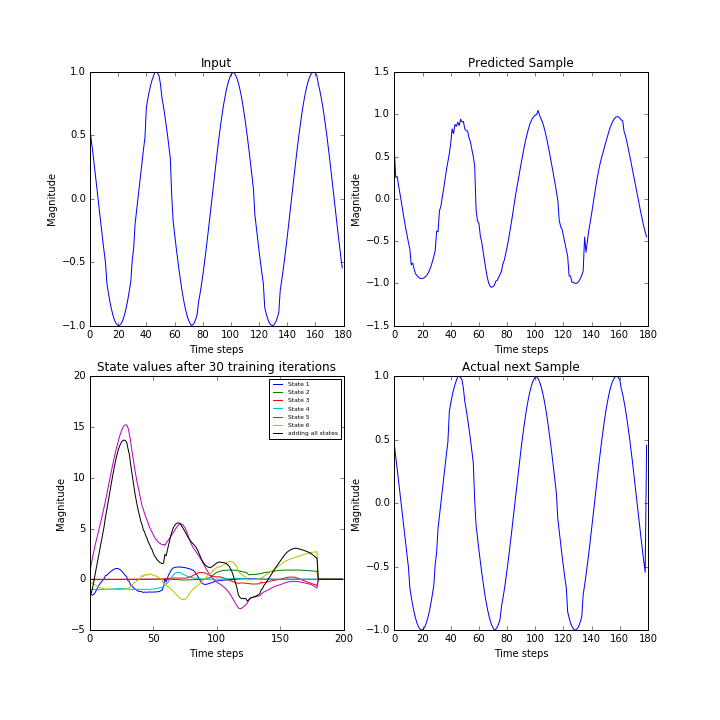 Input
Magnitude
1.0
0.5
0.0
−0.5
−1.0
0 20 40 60 80 100 120 140 160 180
Time steps
Predicted Sample
Magnitude
1.5
1.0
0.5
0.0
−0.5
−1.0
−1.5
0 20 40 60 80 100 120 140 160 180
Time steps
State values after 30 training iterations
Magnitude
20
15
10
5
0
−5
0 50 100 150 200
Time steps
State 1
State 2
State 3
State 4
State 5
State 6
adding all states
Actual next Sample
Magnitude
1.0
0.5
0.0
−0.5
−1.0
0 20 40 60 80 100 120 140 160 180
Time steps